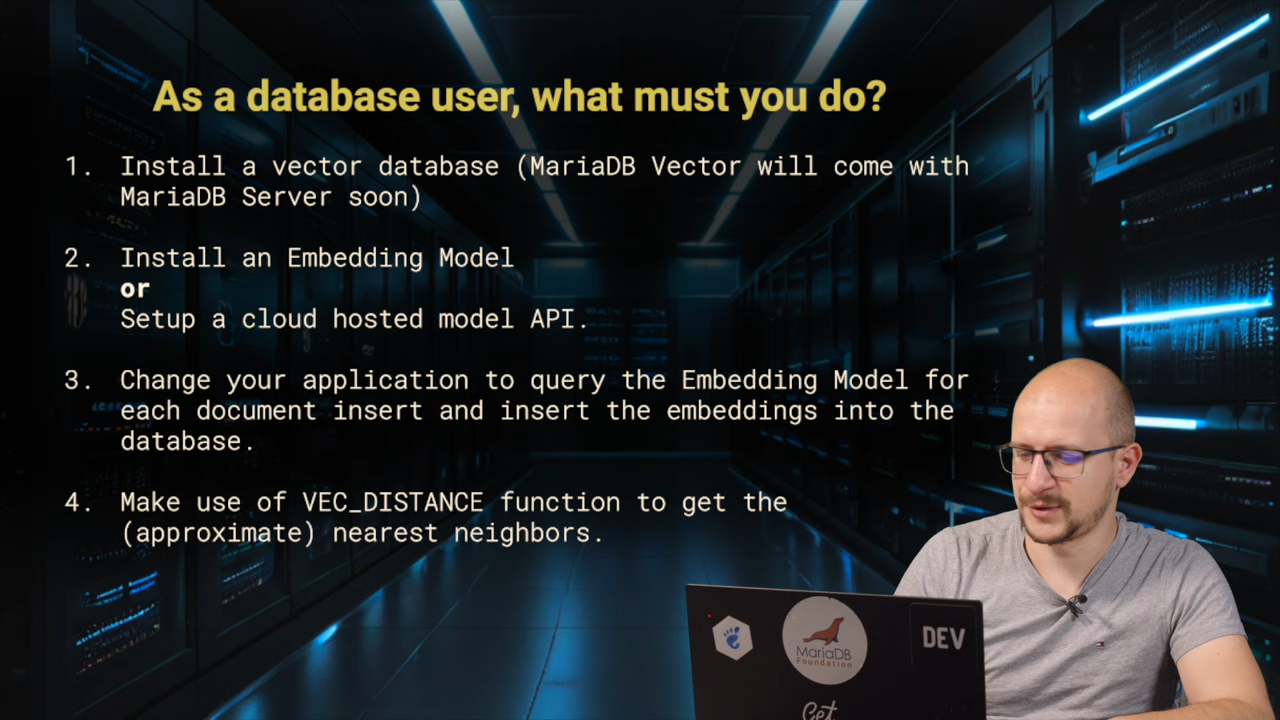 As a database user, what must you do?
1. Install a vector database (MariaDB Vector will come with
MariaDB Server soon)
2. Install an Embedding Model
or
Setup a cloud hosted model API.
3. Change your application to query the Embedding Model for
each document insert and insert the embeddings into the
database.
4. Make use of VEC_DISTANCE function to get the
(approximate) nearest neighbors.
MariaDB
Foundation
DEV
Get